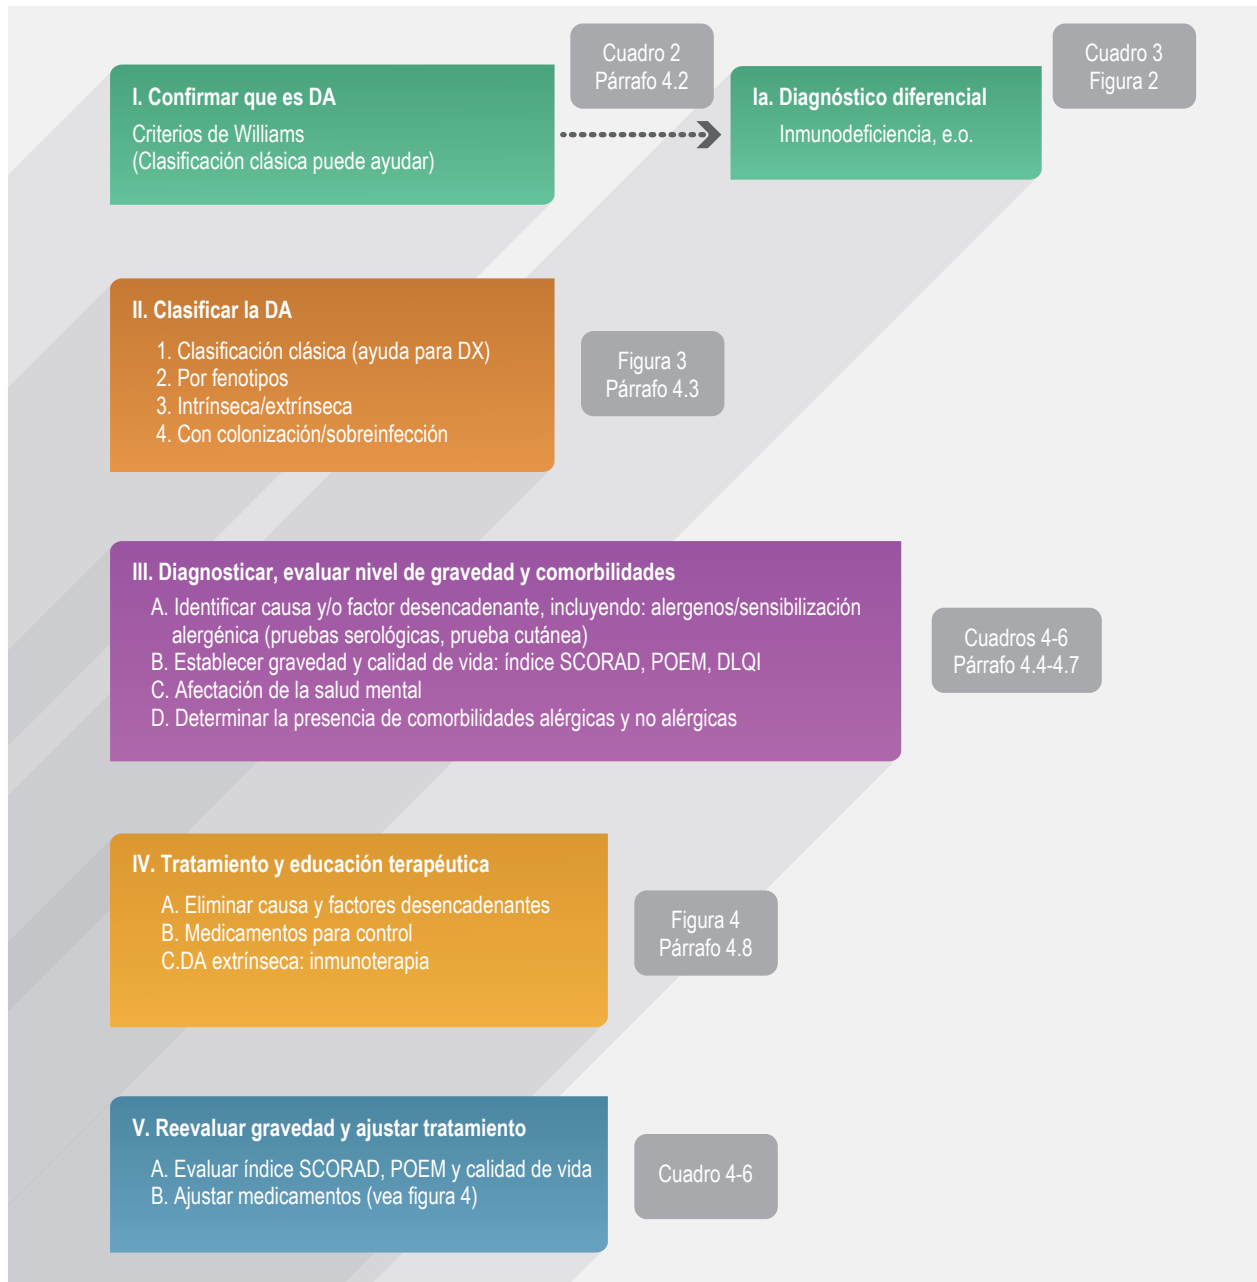 Cuadro 2
Párrafo 4.2
Cuadro 3
Figura 2
I. Confirmar que es DA
Criterios de Williams
(Clasificación clásica puede ayudar)
Ia. Diagnóstico diferencial
Inmunodeficiencia, e.o.
II. Clasificar la DA
1. Clasificación clásica (ayuda para DX)
2. Por fenotipos
3. Intrínseca/extrínseca
4. Con colonización/sobreinfección
Figura 3
Párrafo 4.3
III. Diagnosticar, evaluar nivel de gravedad y comorbilidades
A. Identificar causa y/o factor desencadenante, incluyendo: alergenos/sensibilización
alergénica (pruebas serológicas, prueba cutánea)
B. Establecer gravedad y calidad de vida: índice SCORAD, POEM, DLQI
C. Afectación de la salud mental
D. Determinar la presencia de comorbilidades alérgicas y no alérgicas
Cuadros 4-6
Párrafo 4.4-4.7
IV. Tratamiento y educación terapéutica
A. Eliminar causa y factores desencadenantes
B. Medicamentos para control
C.DA extrínseca: inmunoterapia
Figura 4
Párrafo 4.8
V. Reevaluar gravedad y ajustar tratamiento
A. Evaluar índice SCORAD, POEM y calidad de vida
B. Ajustar medicamentos (vea figura 4)
Cuadro 4-6